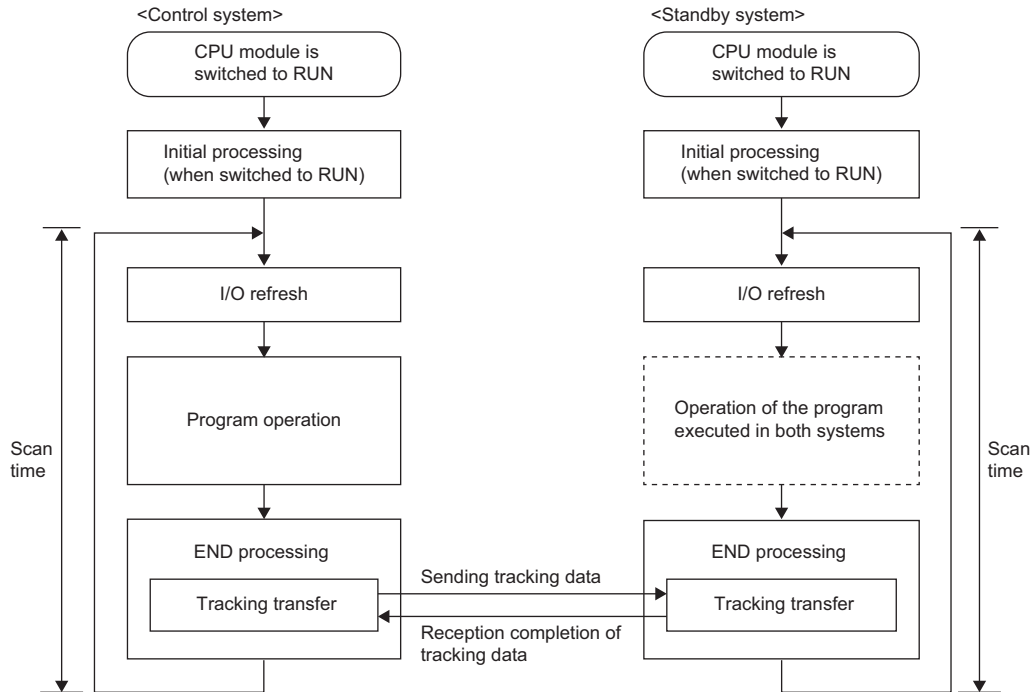 <Control system>
CPU module is
switched to RUN
Initial processing
(when switched to RUN)
I/O refresh
Program operation
Scan
time
END processing
Tracking transfer
Sending tracking data
Reception completion of
tracking data
<Standby system>
CPU module is
switched to RUN
Initial processing
(when switched to RUN)
I/O refresh
Operation of the program
executed in both systems
Scan
time
END processing
Tracking transfer